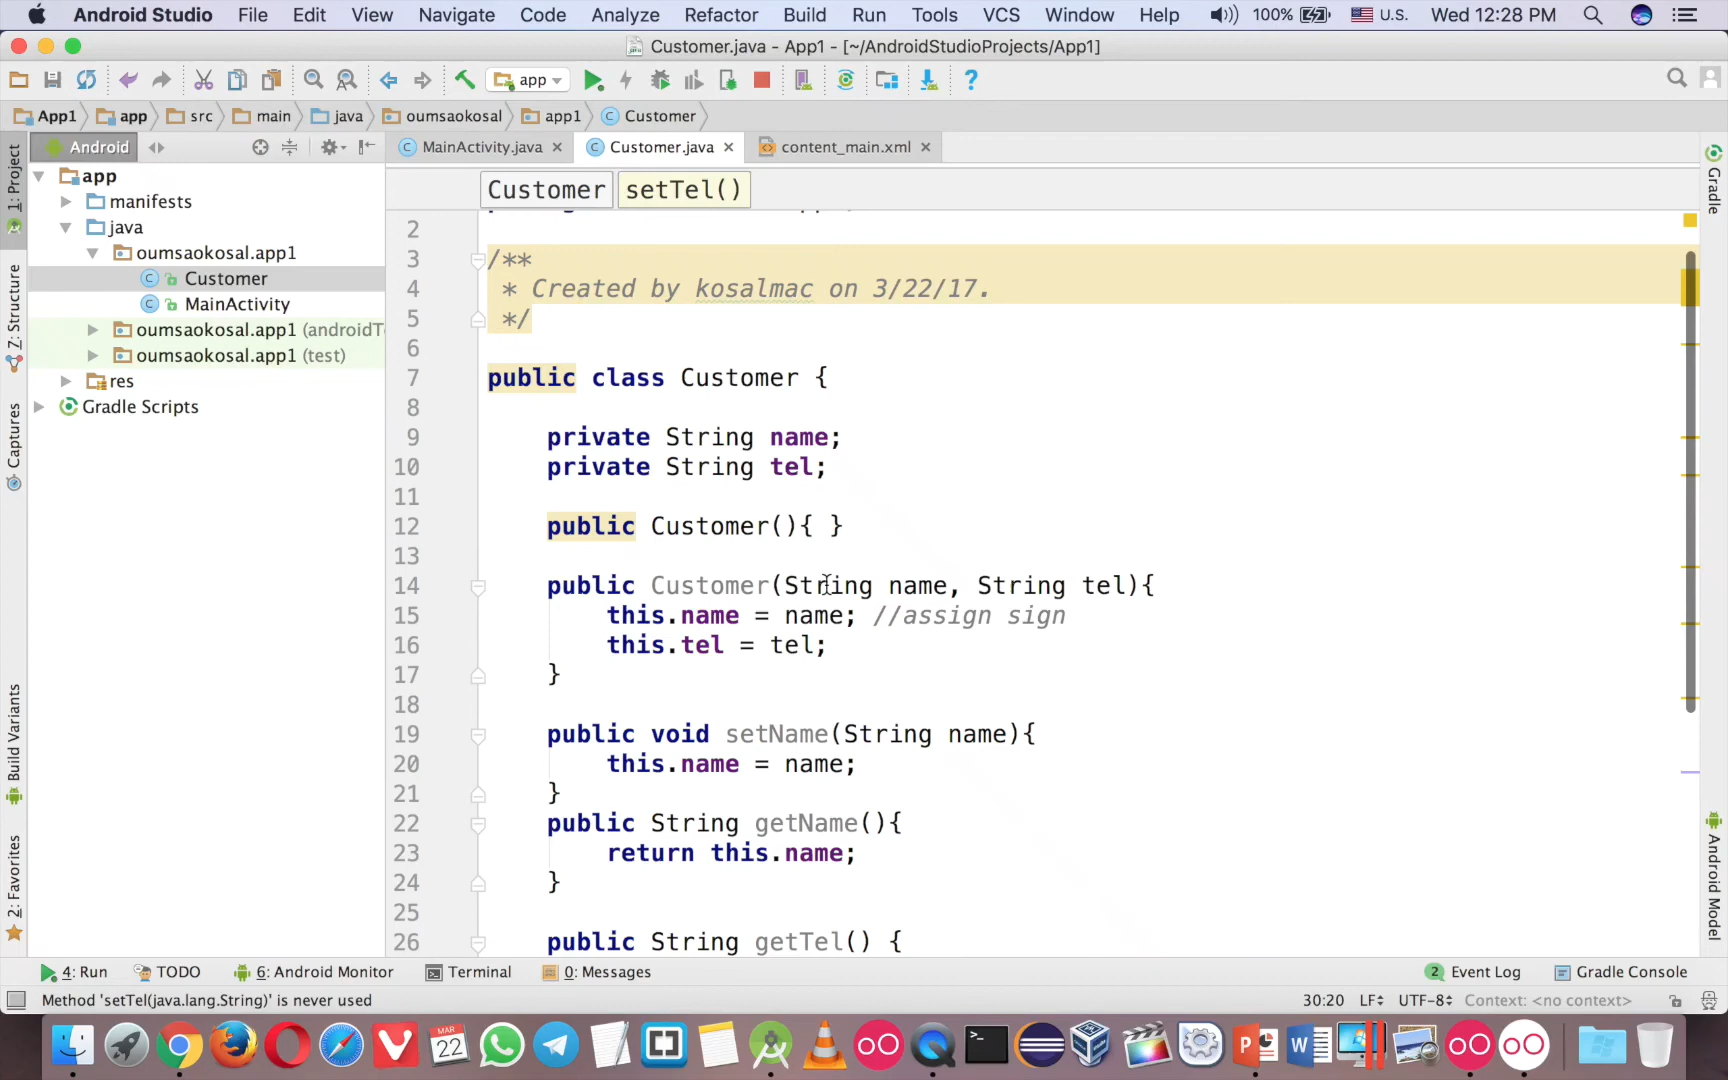 Android Studio File Edit View Navigate Code Analyze Refactor Build Run Tools VCS Window Help 100% U.S. Wed 12:28 PM
Customer.java - App1 - [~/AndroidStudioProjects/App1]
app
App1 app src main java oumsaokosal app1 Customer
Android
MainActivity.java Customer.java content_main.xml
Customer setTel()
1: Project
Z: Structure
Captures
Build Variants
2: Favorites
app
manifests
java
oumsaokosal.app1
Customer
MainActivity
oumsaokosal.app1 (androidT
oumsaokosal.app1 (test)
res
Gradle Scripts
2
3 /**
4 * Created by kosalmac on 3/22/17.
5 */
6
7 public class Customer {
8
9 private String name;
10 private String tel;
11
12 public Customer(){ }
13
14 public Customer(String name, String tel){
15 this.name = name; //assign sign
16 this.tel = tel;
17 }
18
19 public void setName(String name){
20 this.name = name;
21 }
22 public String getName(){
23 return this.name;
24 }
25
26 public String getTel() {
Gradle
Android Model
4: Run TODO 6: Android Monitor Terminal 0: Messages 2 Event Log Gradle Console
Method 'setTel(java.lang.String)' is never used 30:20 LF UTF-8 Context: <no context>
MAR
22